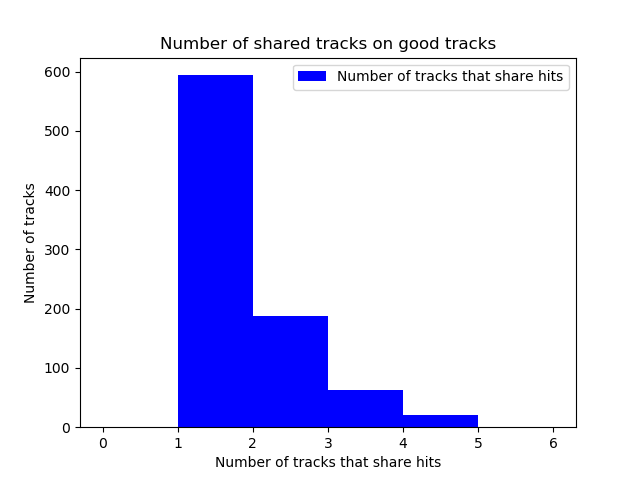 Number of shared tracks on good tracks
Number of tracks that share hits
600
500
400
300
200
100
0
Number of tracks
0 1 2 3 4 5 6
Number of tracks that share hits